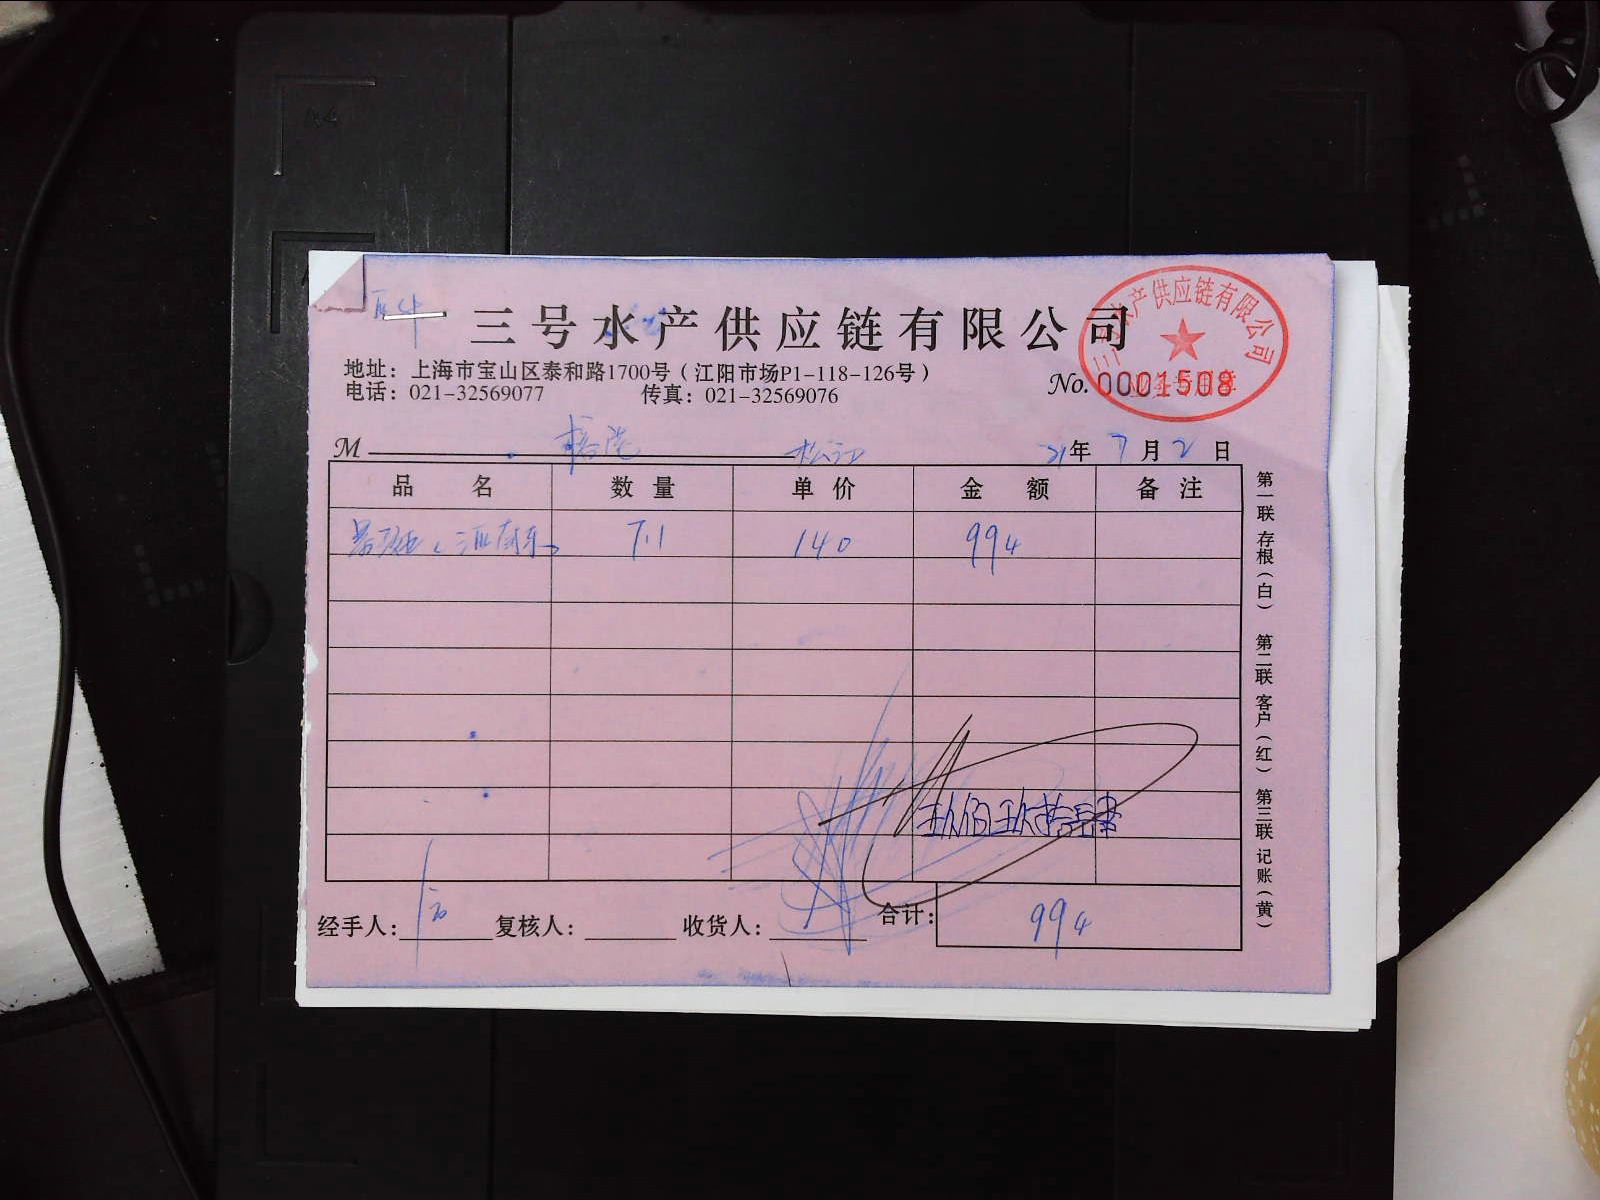 三号水产供应链有限公司
三号水产供应链有限公司
地址：上海市宝山区泰和路1700号（江阳市场P1-118-126号）
电话：021-32569077 传真：021-32569076
No. 0001508
M 松江 21年 7月 2日
品名 数量 单价 金额 备注
7.1 140 994
经手人： 复核人： 收货人： 合计： 994
第一联 存根（白） 第二联 客户（红） 第三联 记账（黄）